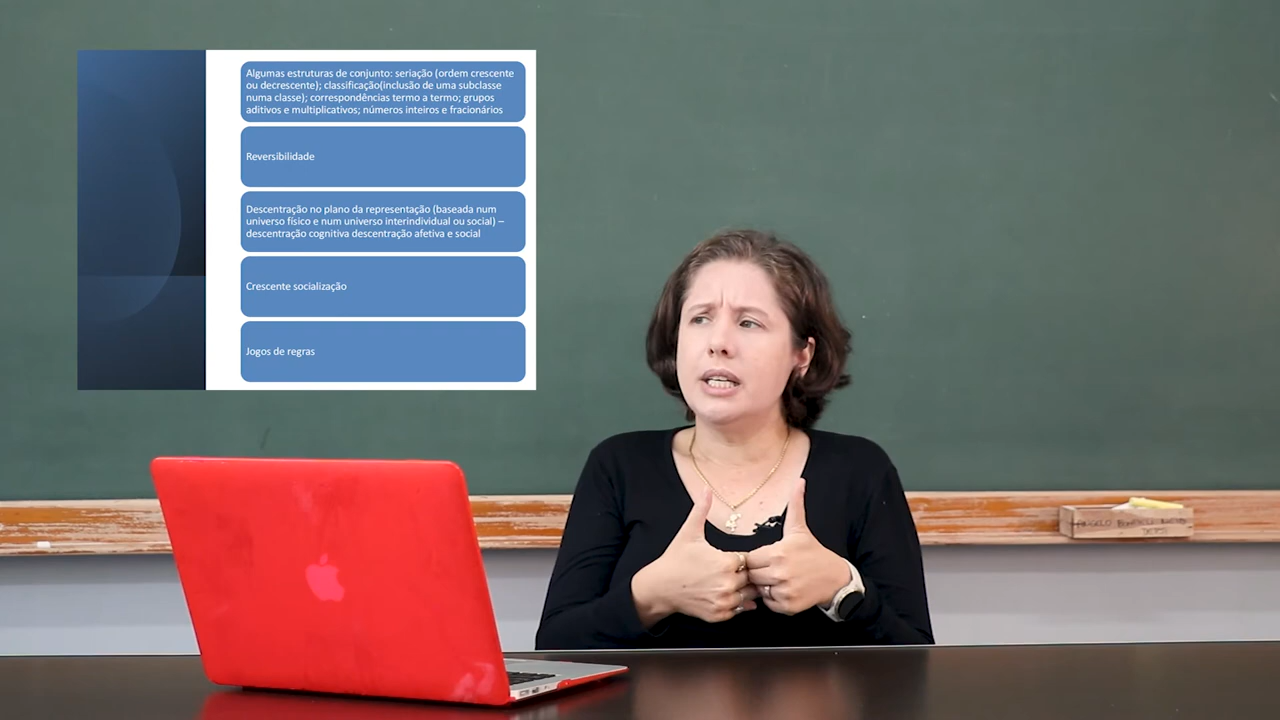 Algumas estruturas de conjunto: seriação (ordem crescente
ou decrescente); classificação(inclusão de uma subclasse
numa classe); correspondências termo a termo; grupos
aditivos e multiplicativos; números inteiros e fracionários
Reversibilidade
Descentração no plano da representação (baseada num
universo físico e num universo interindividual ou social) –
descentração cognitiva descentração afetiva e social
Crescente socialização
Jogos de regras